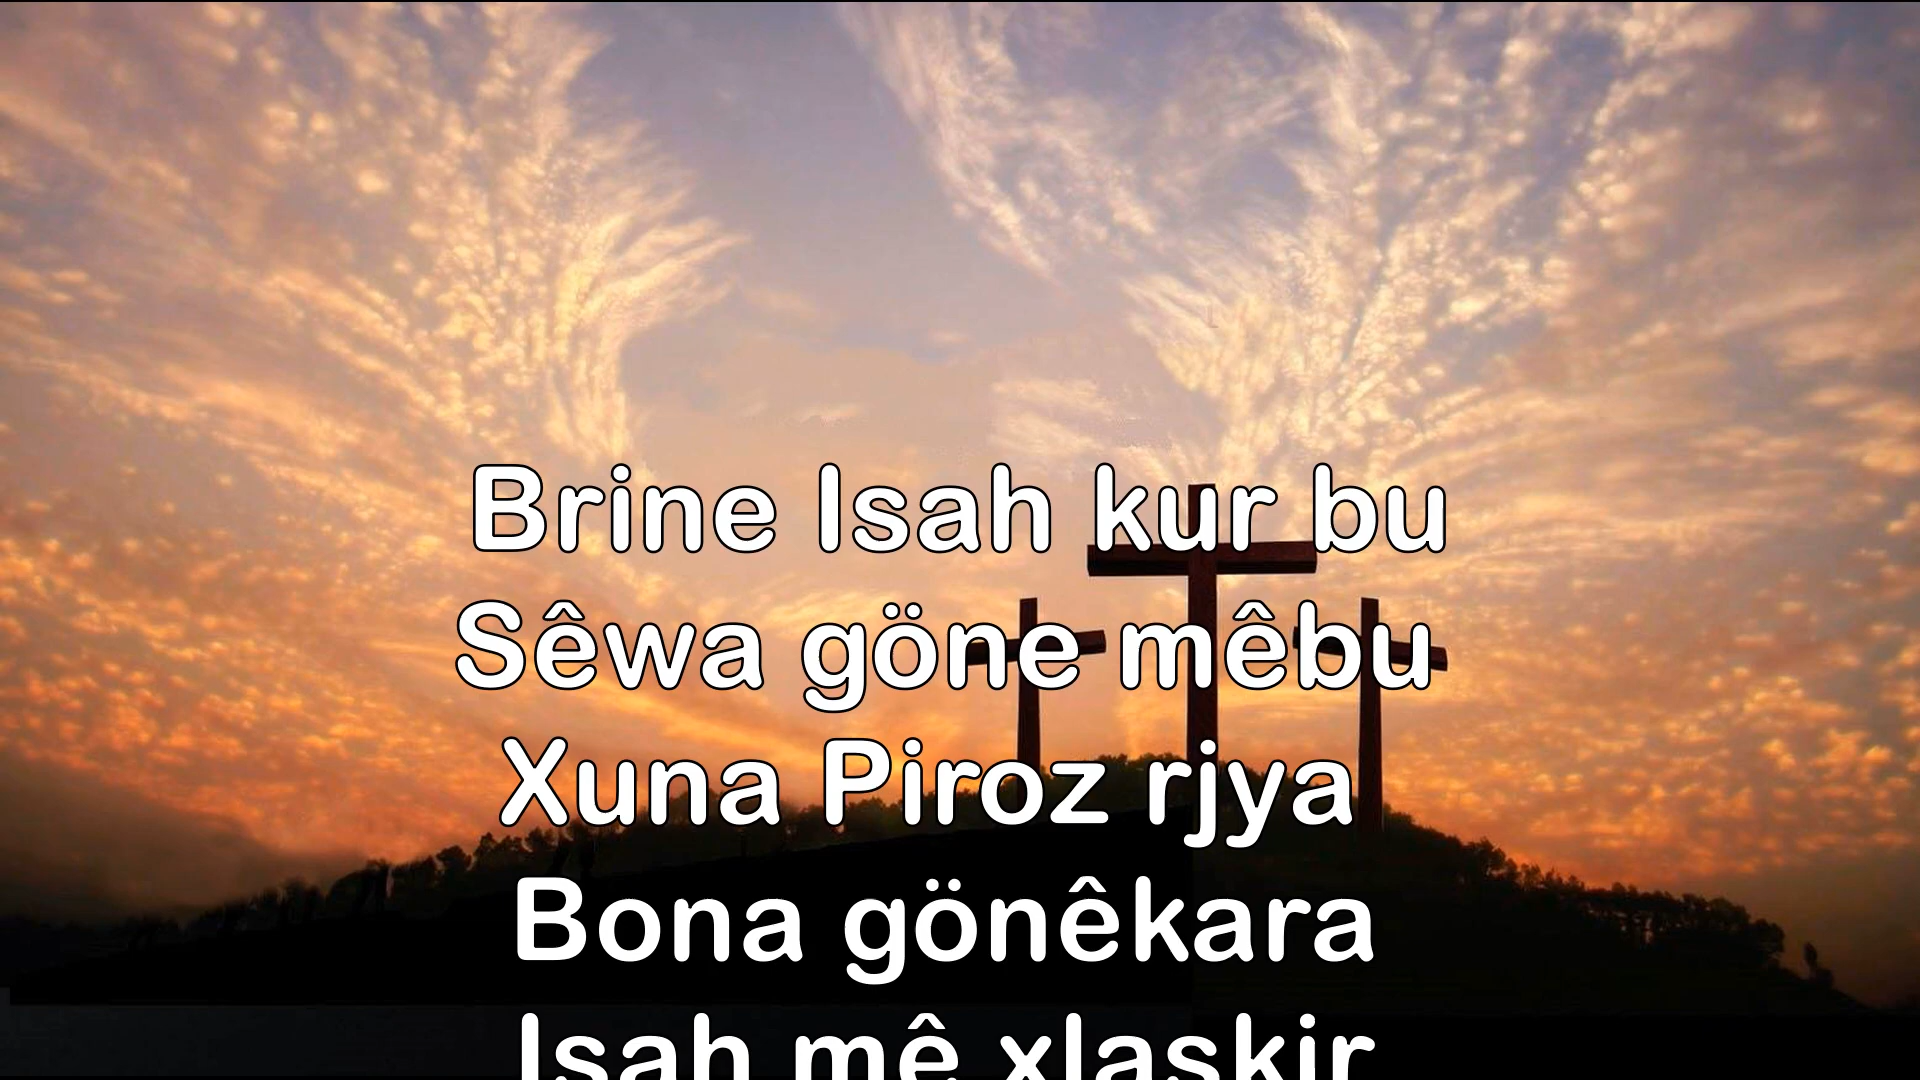 Brine Isah kur bu
Sêwa göne mêbu
Xuna Piroz rjya
Bona gönêkara
Isah mê xlaskir